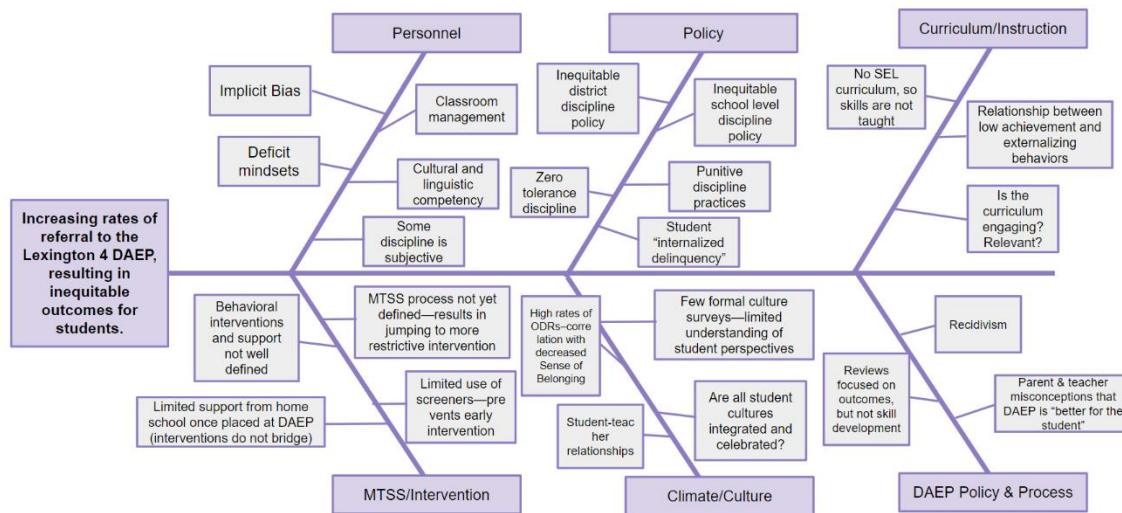 Personnel
Policy
Curriculum/Instruction
Implicit Bias
Classroom
management
Deficit
mindsets
Cultural and
linguistic
competency
Some
discipline is
subjective
Inequitable
district
discipline
policy
Inequitable
school level
discipline
policy
Zero
tolerance
discipline
Punitive
discipline
practices
Student
“internalized
delinquency”
No SEL
curriculum, so
skills are not
taught
Relationship between
low achievement and
externalizing
behaviors
Is the
curriculum
engaging?
Relevant?
Increasing rates of
referral to the
Lexington 4 DAEP,
resulting in
inequitable
outcomes for
students.
Behavioral
interventions
and support
not well
defined
MTSS process not yet
defined—results in
jumping to more
restrictive intervention
Limited support from home
school once placed at DAEP
(interventions do not bridge)
Limited use of
screeners—pre
vents early
intervention
High rates of
ODRs–corre
lation with
decreased
Sense of
Belonging
Few formal culture
surveys—limited
understanding of
student perspectives
Student-teac
her
relationships
Are all student
cultures
integrated and
celebrated?
Recidivism
Reviews
focused on
outcomes,
but not skill
development
Parent & teacher
misconceptions that
DAEP is “better for the
student”
MTSS/Intervention
Climate/Culture
DAEP Policy & Process